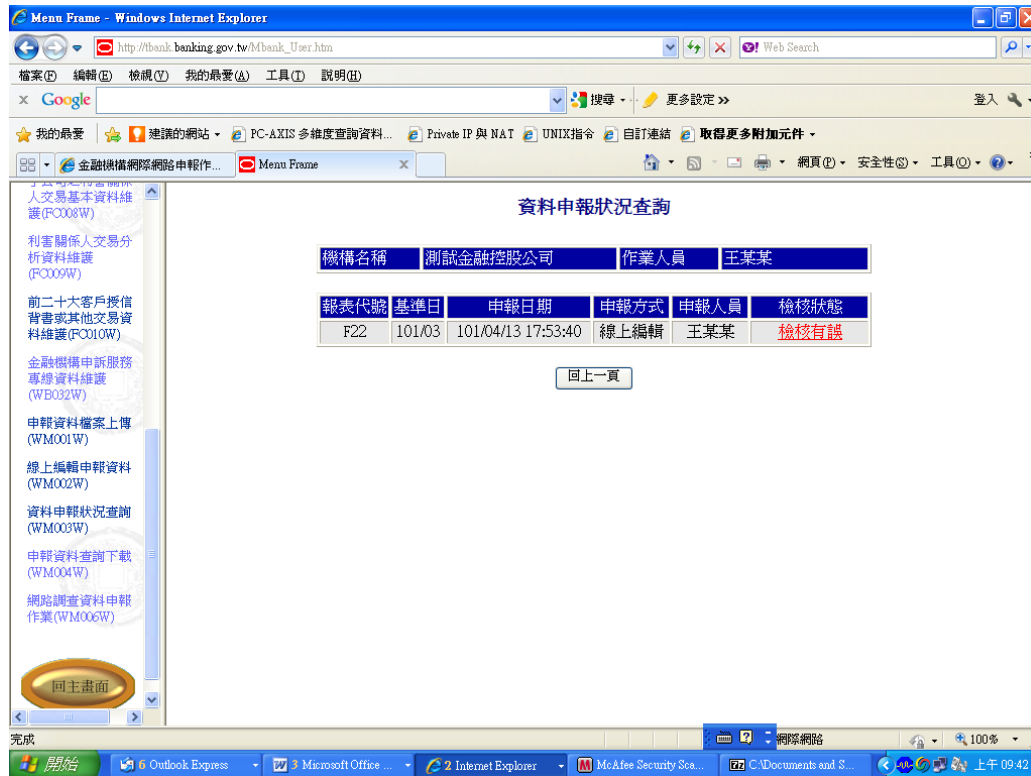 Menu Frame - Windows Internet Explorer
http://tbank.banking.gov.tw/Mbank_User.htm
Web Search
檔案(F) 編輯(E) 檢視(V) 我的最愛(A) 工具(T) 說明(H)
x Google 搜尋 更多設定 >> 登入
我的最愛 建議的網站 PC-AXIS 多維度查詢資料... Private IP 與 NAT UNIX指令 自訂連結 取得更多附加元件
金融機構網際網路申報作... Menu Frame x 網頁(P) 安全性(S) 工具(O)
人交易基本資料維
護(FC008W)
利害關係人交易分
析資料維護
(FC009W)
前二十大客戶授信
背書或其他交易資
料維護(FC010W)
金融機構申訴服務
專線資料維護
(WB032W)
申報資料檔案上傳
(WM001W)
線上編輯申報資料
(WM002W)
資料申報狀況查詢
(WM003W)
申報資料查詢下載
(WM004W)
網路調查資料申報
作業(WM006W)
回主畫面
資料申報狀況查詢
機構名稱 測試金融控股公司 作業人員 王某某
報表代號 基準日 申報日期 申報方式 申報人員 檢核狀態
F22 101/03 101/04/13 17:53:40 線上編輯 王某某 檢核有誤
回上一頁
完成 網際網路 100%
開始 6 Outlook Express 3 Microsoft Office ... 2 Internet Explorer McAfee Security Sca... C:\Documents and S... 上午 09:42